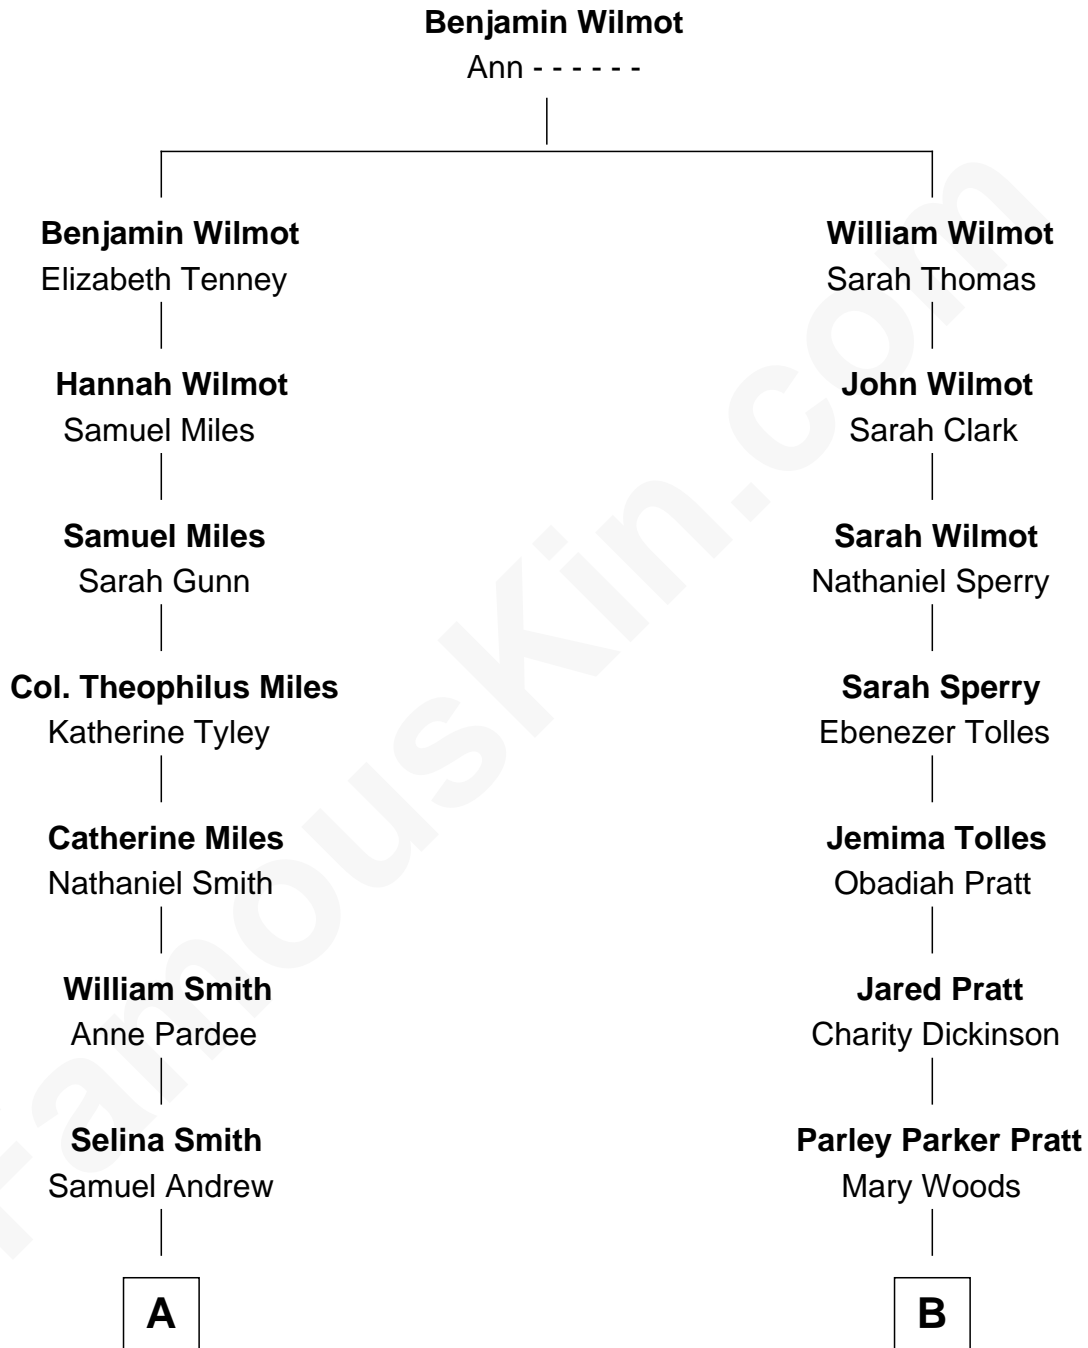 Benjamin Wilmot
Ann - - - - - -
Benjamin Wilmot
Elizabeth Tenney
William Wilmot
Sarah Thomas
Hannah Wilmot
Samuel Miles
John Wilmot
Sarah Clark
Samuel Miles
Sarah Gunn
Sarah Wilmot
Nathaniel Sperry
Col. Theophilus Miles
Katherine Tyley
Sarah Sperry
Ebenezer Tolles
Catherine Miles
Nathaniel Smith
Jemima Tolles
Obadiah Pratt
William Smith
Anne Pardee
Jared Pratt
Charity Dickinson
Selina Smith
Samuel Andrew
Parley Parker Pratt
Mary Woods
A
B
FamousKin.com